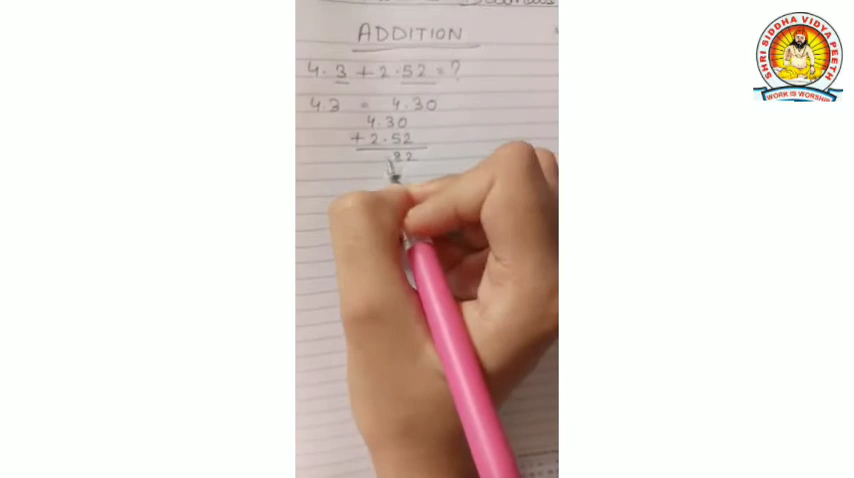 ADDITION
4.3 + 2.52 = ?
4.3 = 4.30
4.30
+ 2.52
82
SHRI SIDDHA VIDYA PEETH
WORK IS WORSHIP